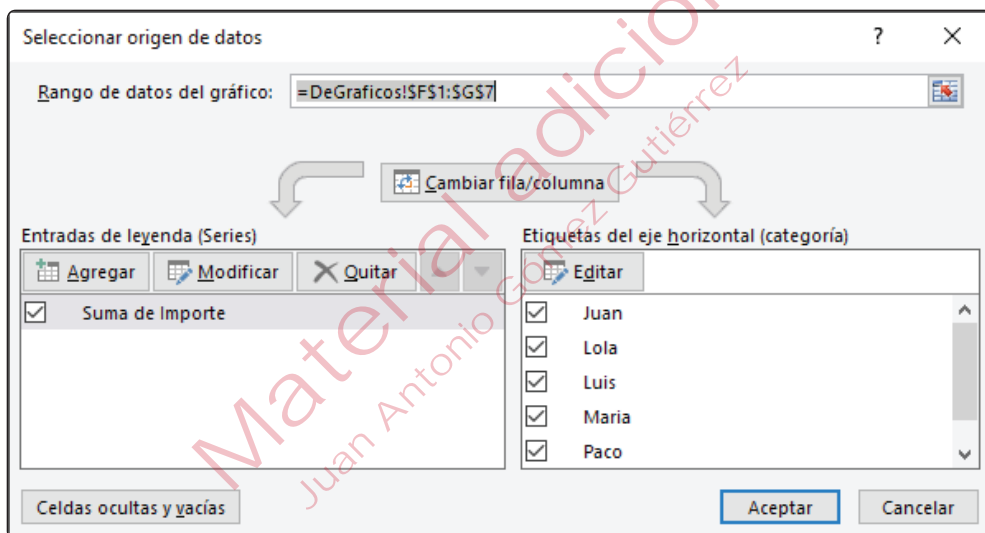 Seleccionar origen de datos ? ×
Rango de datos del gráfico: =DeGraficos!$F$1:$G$7
Cambiar fila/columna
Entradas de leyenda (Series)
Agregar Modificar Quitar
Suma de Importe
Etiquetas del eje horizontal (categoría)
Editar
Juan
Lola
Luis
Maria
Paco
Celdas ocultas y vacías
Aceptar Cancelar
Material adicio
Juan Antonio Gómez Gutiérrez